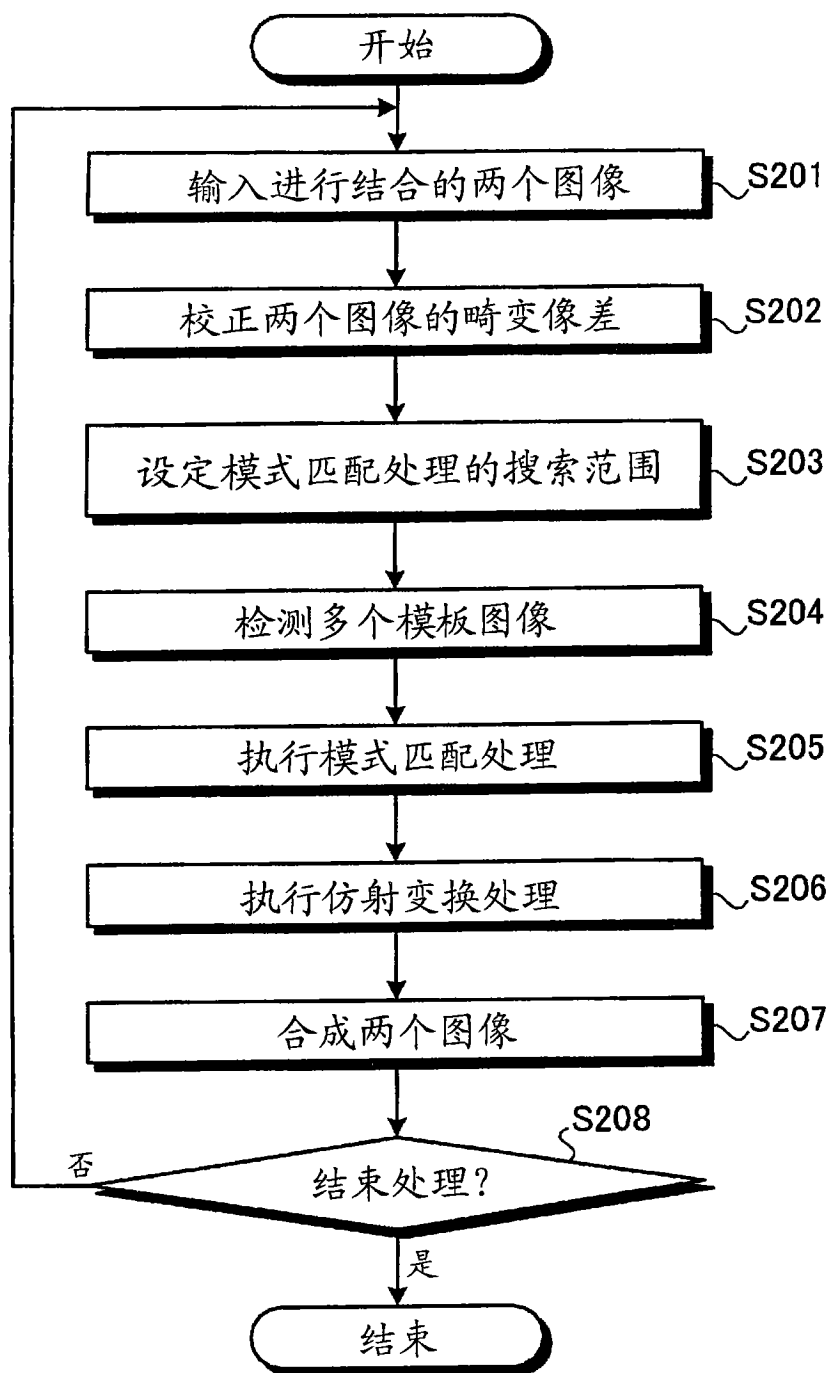 开始
输入进行结合的两个图像
S201
校正两个图像的畸变像差
S202
设定模式匹配处理的搜索范围
S203
检测多个模板图像
S204
执行模式匹配处理
S205
执行仿射变换处理
S206
合成两个图像
S207
S208
否
结束处理?
是
结束